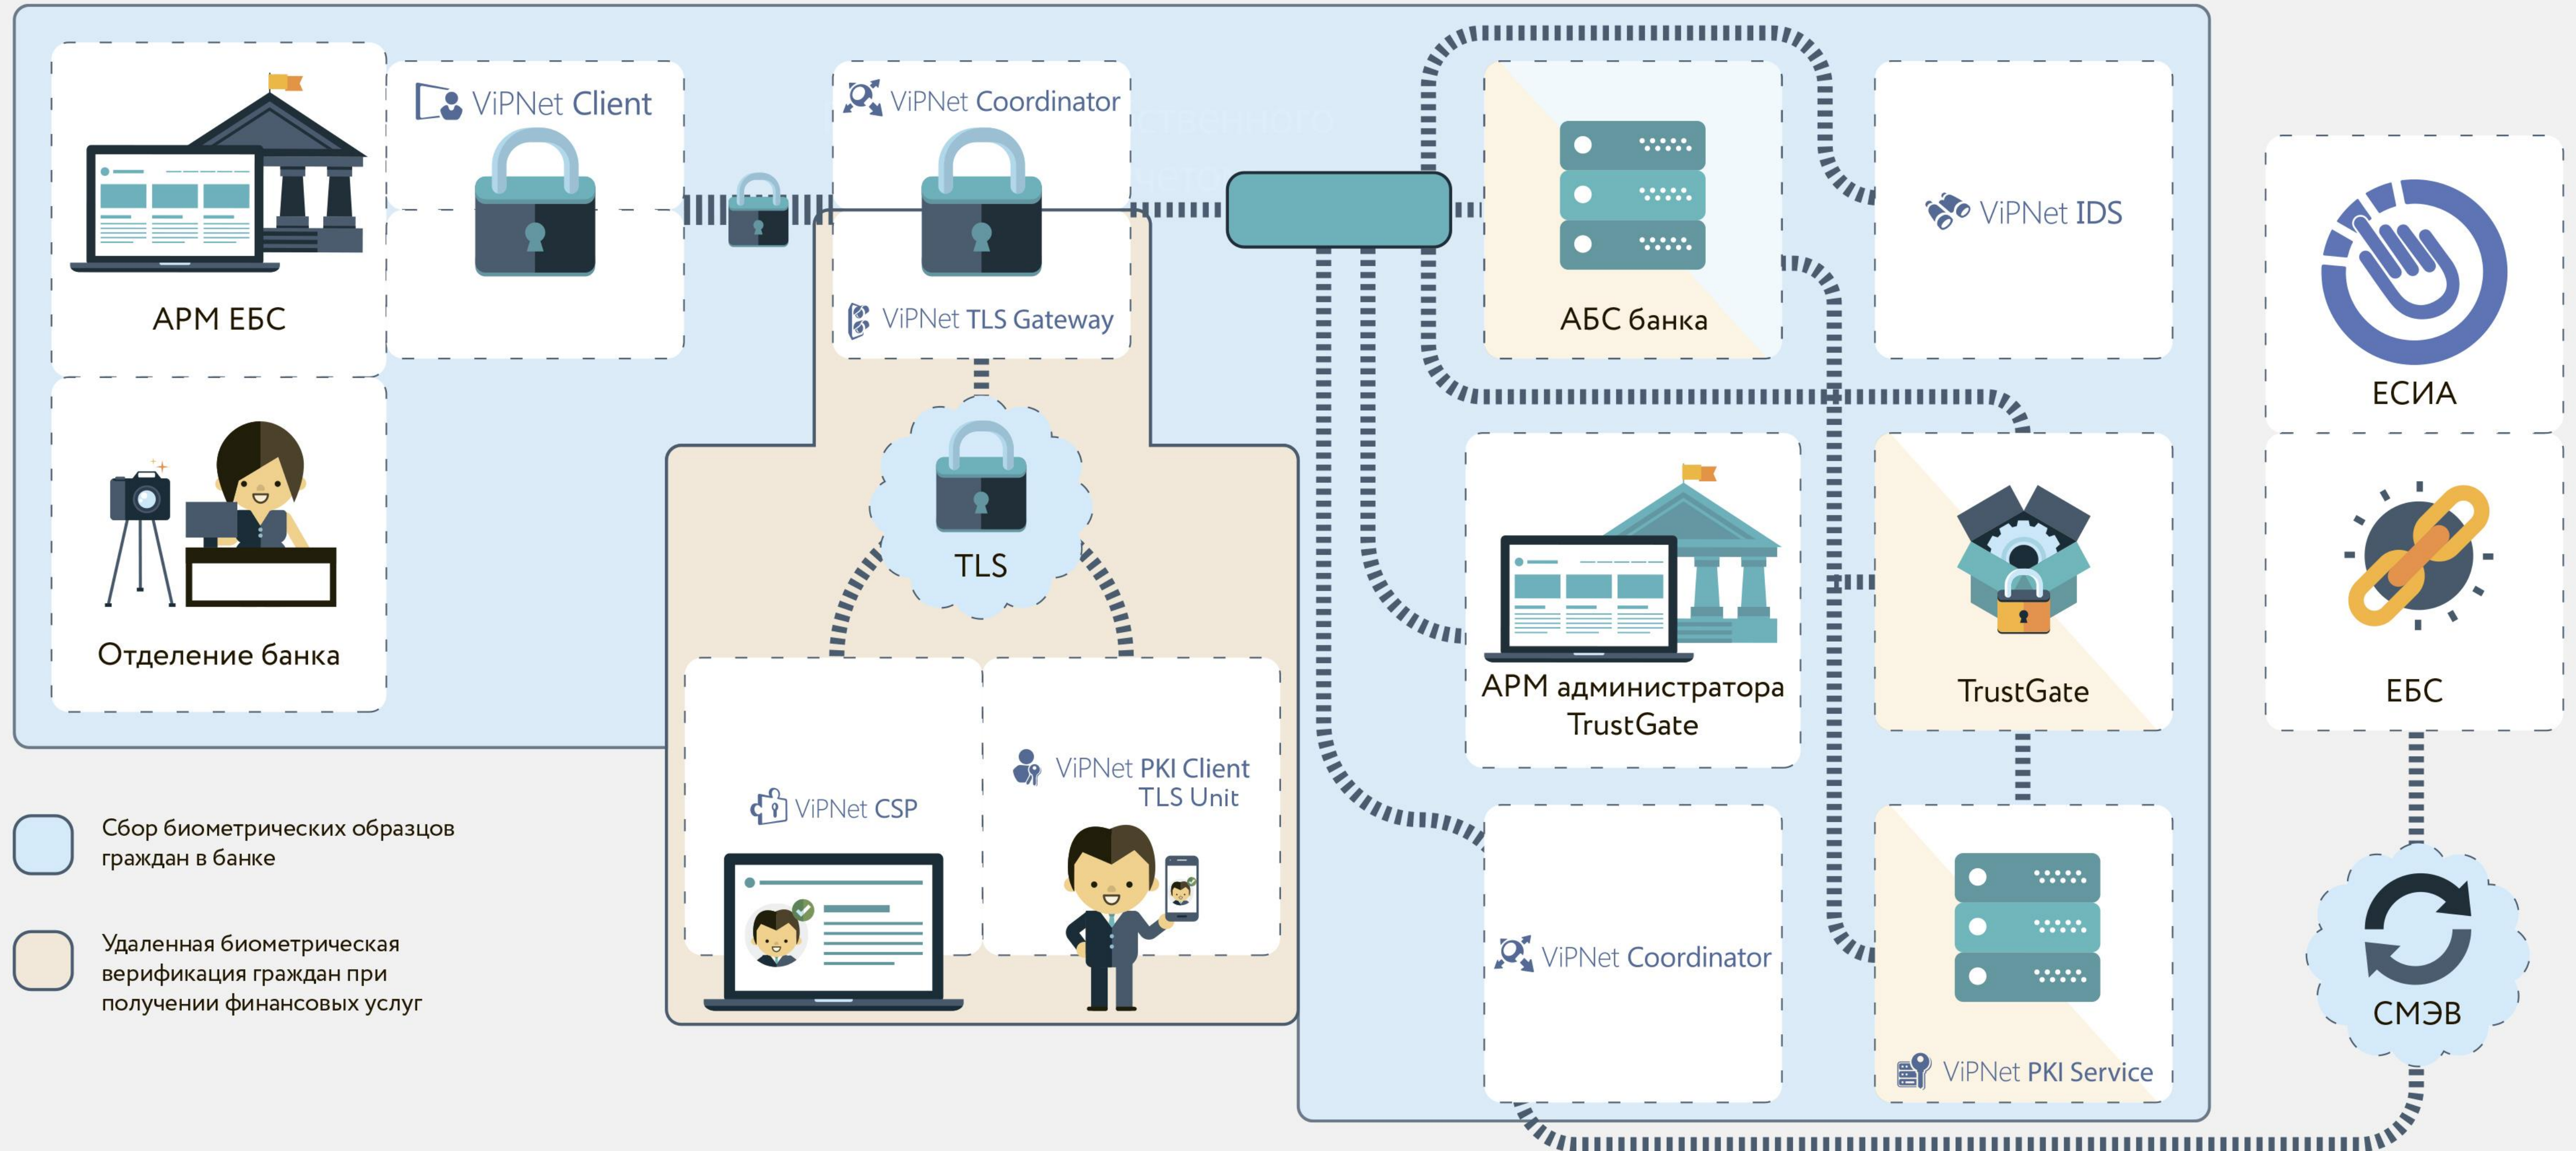 ViPNet Client
АРМ ЕБС
Отделение банка
ViPNet Coordinator
ViPNet TLS Gateway
TLS
ViPNet CSP
ViPNet PKI Client
TLS Unit
АБС банка
ViPNet IDS
АРМ администратора
TrustGate
TrustGate
ViPNet Coordinator
ViPNet PKI Service
ЕСИА
ЕБС
СМЭВ
Сбор биометрических образцов
граждан в банке
Удаленная биометрическая
верификация граждан при
получении финансовых услуг